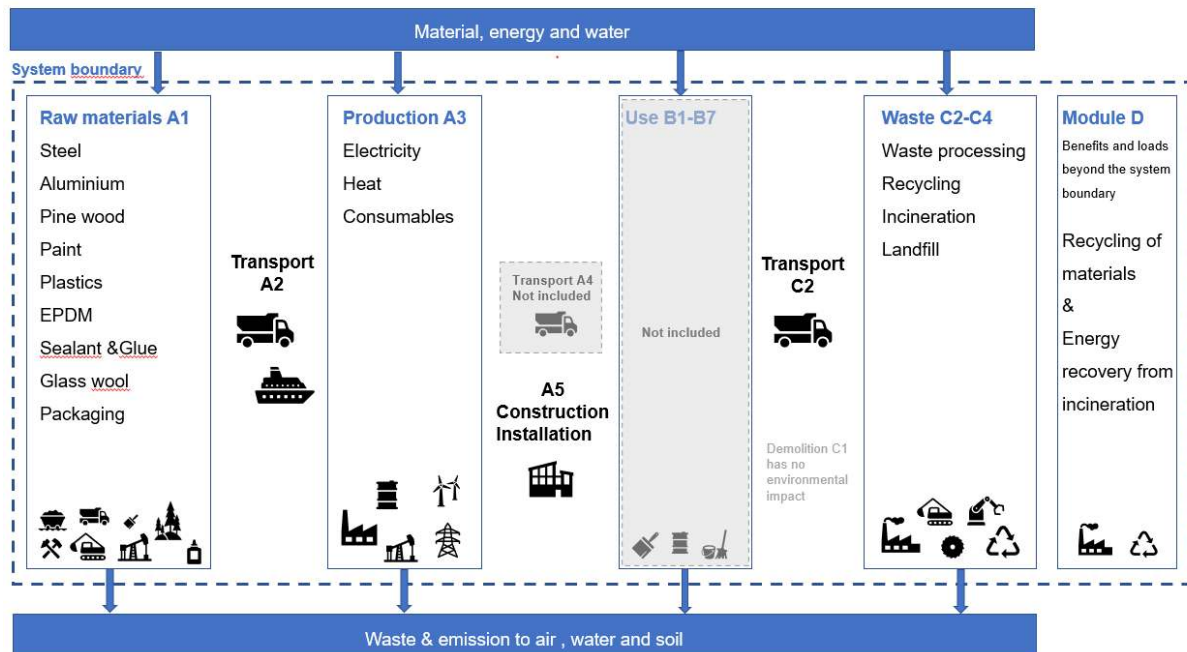 Material, energy and water
System boundary
Raw materials A1
Steel
Aluminium
Pine wood
Paint
Plastics
EPDM
Sealant &Glue
Glass wool
Packaging
Transport
A2
Production A3
Electricity
Heat
Consumables
Transport A4
Not included
A5
Construction
Installation
Use B1-B7
Not included
Transport
C2
Demolition C1
has no
environmental
impact
Waste C2-C4
Waste processing
Recycling
Incineration
Landfill
Module D
Benefits and loads
beyond the system
boundary
Recycling of
materials
&
Energy
recovery from
incineration
Waste & emission to air , water and soil